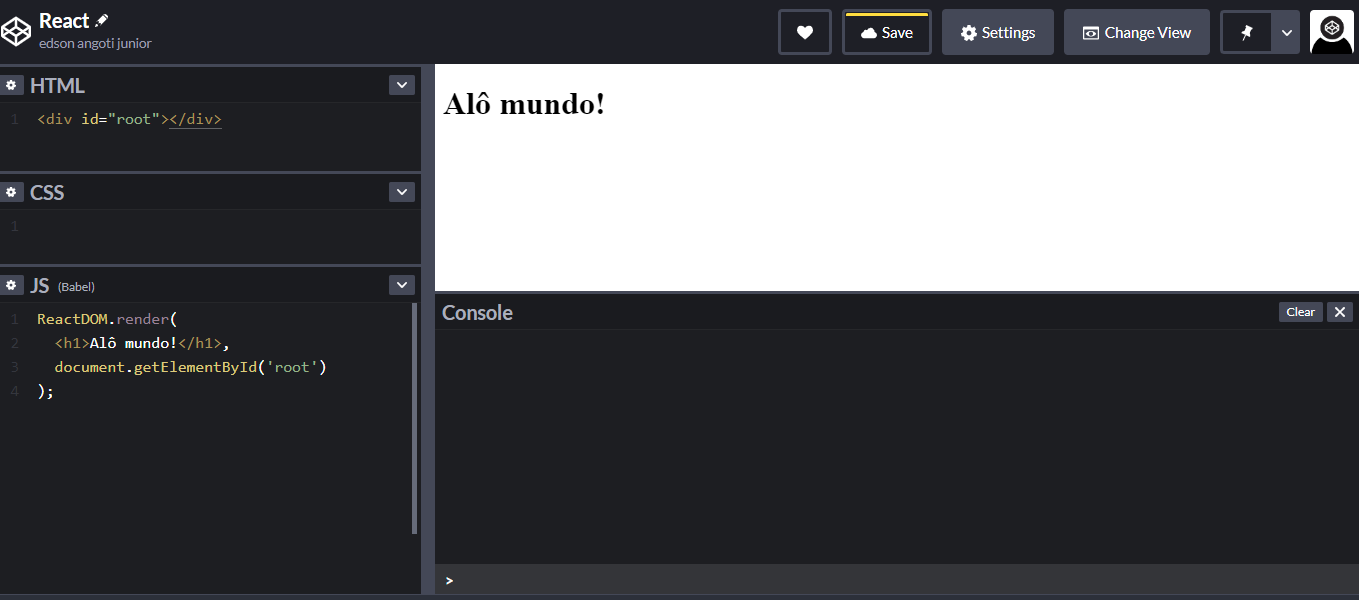 React
edson angoti junior
Save
Settings
Change View
HTML
1 <div id="root"></div>
CSS
1
JS (Babel)
1 ReactDOM.render(
2   <h1>Alô mundo!</h1>,
3   document.getElementById('root')
4 );
Alô mundo!
Console
Clear
>